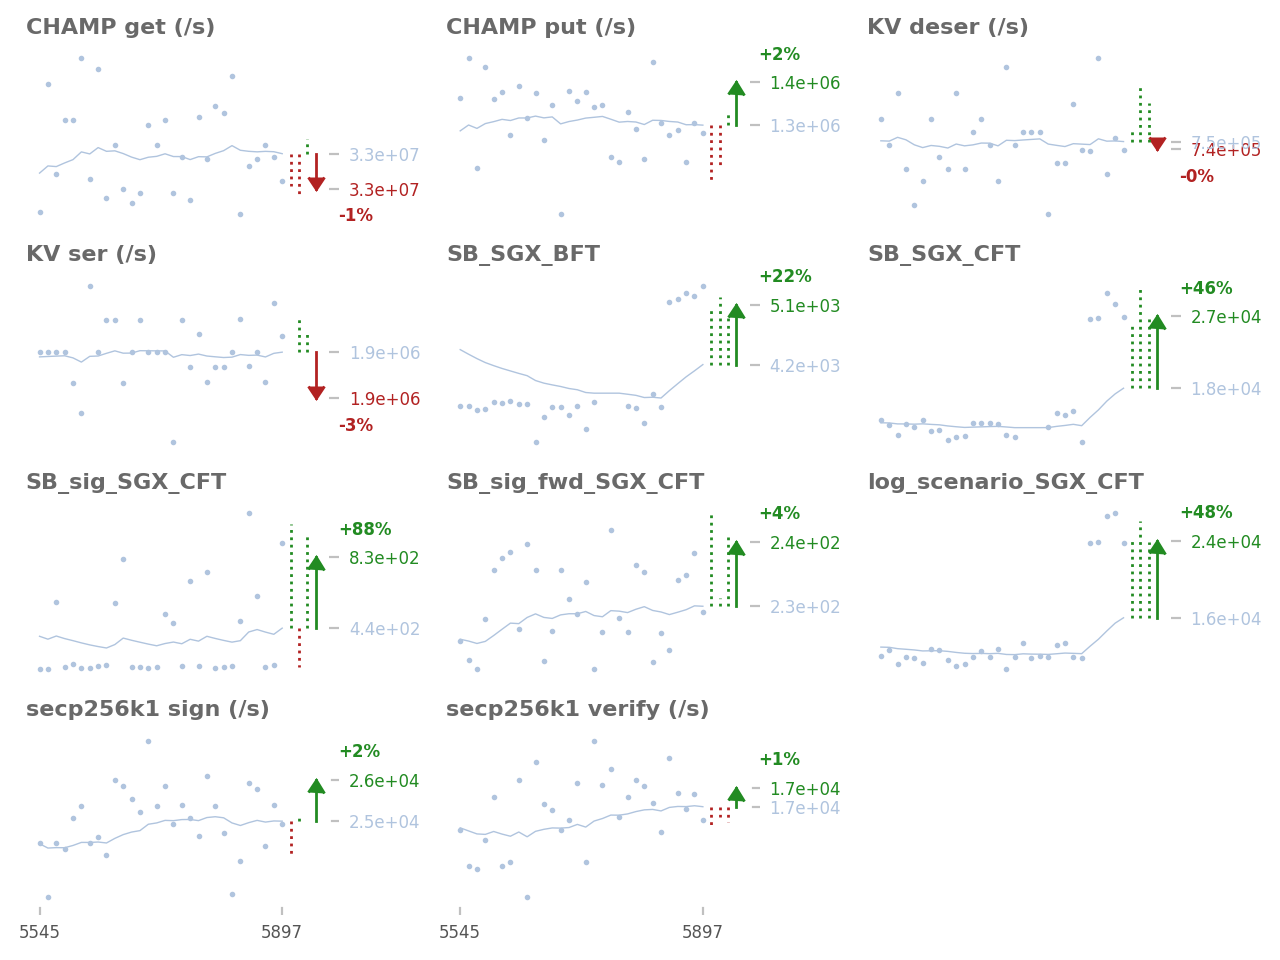 CHAMP get (/s)
3.3e+07
3.3e+07
-1%
CHAMP put (/s)
+2%
1.4e+06
1.3e+06
KV deser (/s)
7.5e+05
7.4e+05
-0%
KV ser (/s)
1.9e+06
1.9e+06
-3%
SB_SGX_BFT
+22%
5.1e+03
4.2e+03
SB_SGX_CFT
+46%
2.7e+04
1.8e+04
SB_sig_SGX_CFT
+88%
8.3e+02
4.4e+02
SB_sig_fwd_SGX_CFT
+4%
2.4e+02
2.3e+02
log_scenario_SGX_CFT
+48%
2.4e+04
1.6e+04
secp256k1 sign (/s)
+2%
2.6e+04
2.5e+04
5545 5897
secp256k1 verify (/s)
+1%
1.7e+04
1.7e+04
5545 5897